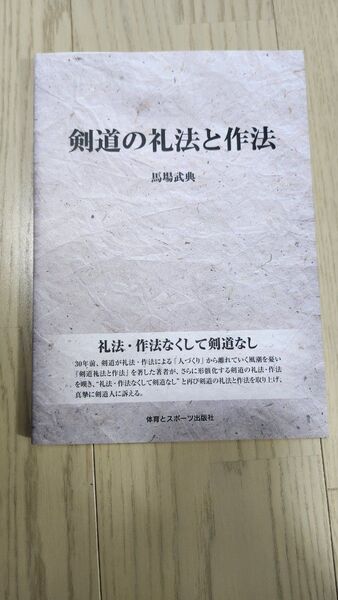 剣道の礼法と作法
馬場武典
礼法・作法なくして剣道なし
30年前、剣道が礼法・作法による「人づくり」から離れていく風潮を憂い
『剣道礼法と作法』を著した著者が、さらに形骸化する剣道の礼法・作法
を嘆き、“礼法・作法なくして剣道なし”と再び剣道の礼法と作法を取り上げ、
真摯に剣道人に訴える。
体育とスポーツ出版社